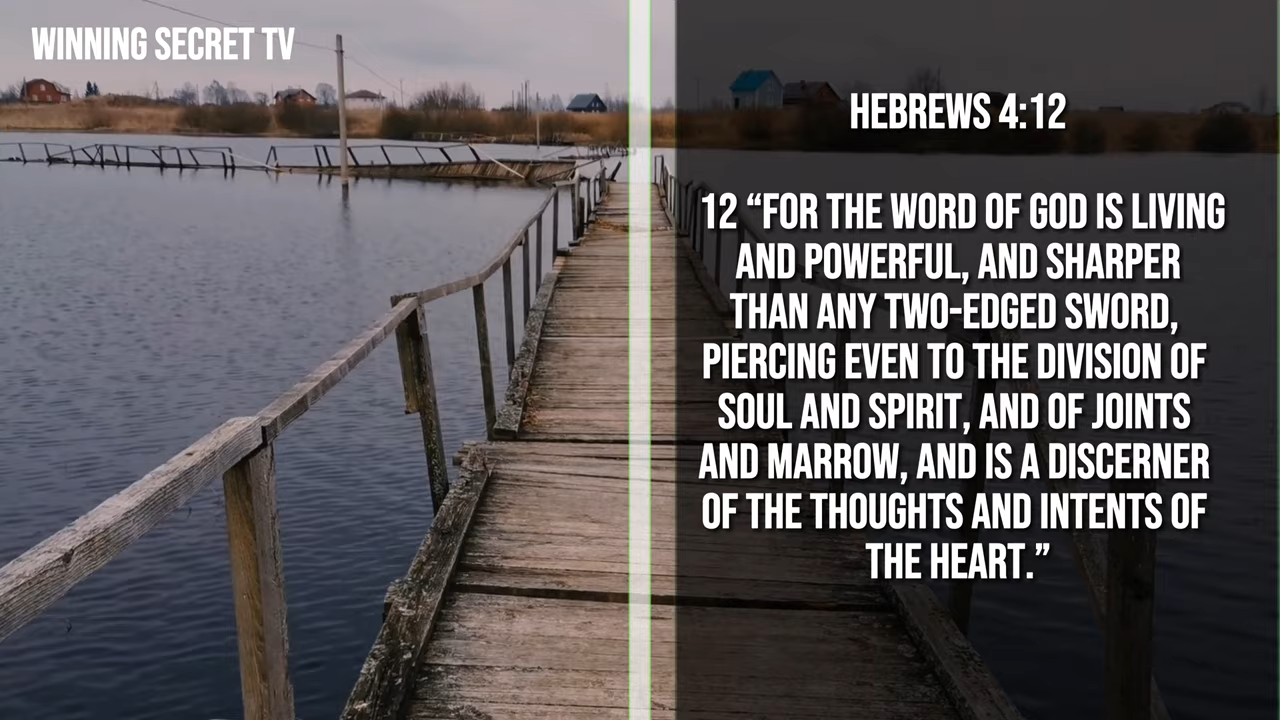 WINNING SECRET TV
HEBREWS 4:12
12 “FOR THE WORD OF GOD IS LIVING
AND POWERFUL, AND SHARPER
THAN ANY TWO-EDGED SWORD,
PIERCING EVEN TO THE DIVISION OF
SOUL AND SPIRIT, AND OF JOINTS
AND MARROW, AND IS A DISCERNER
OF THE THOUGHTS AND INTENTS OF
THE HEART.”